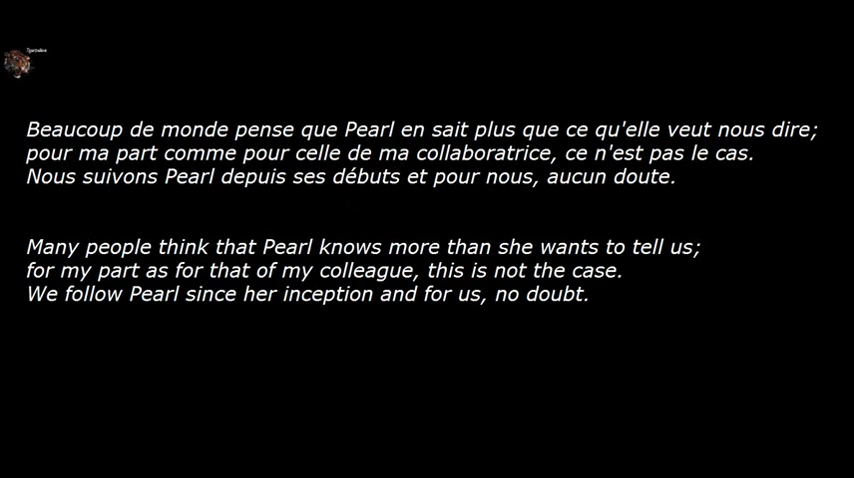 Beaucoup de monde pense que Pearl en sait plus que ce qu'elle veut nous dire;
pour ma part comme pour celle de ma collaboratrice, ce n'est pas le cas.
Nous suivons Pearl depuis ses débuts et pour nous, aucun doute.
Many people think that Pearl knows more than she wants to tell us;
for my part as for that of my colleague, this is not the case.
We follow Pearl since her inception and for us, no doubt.